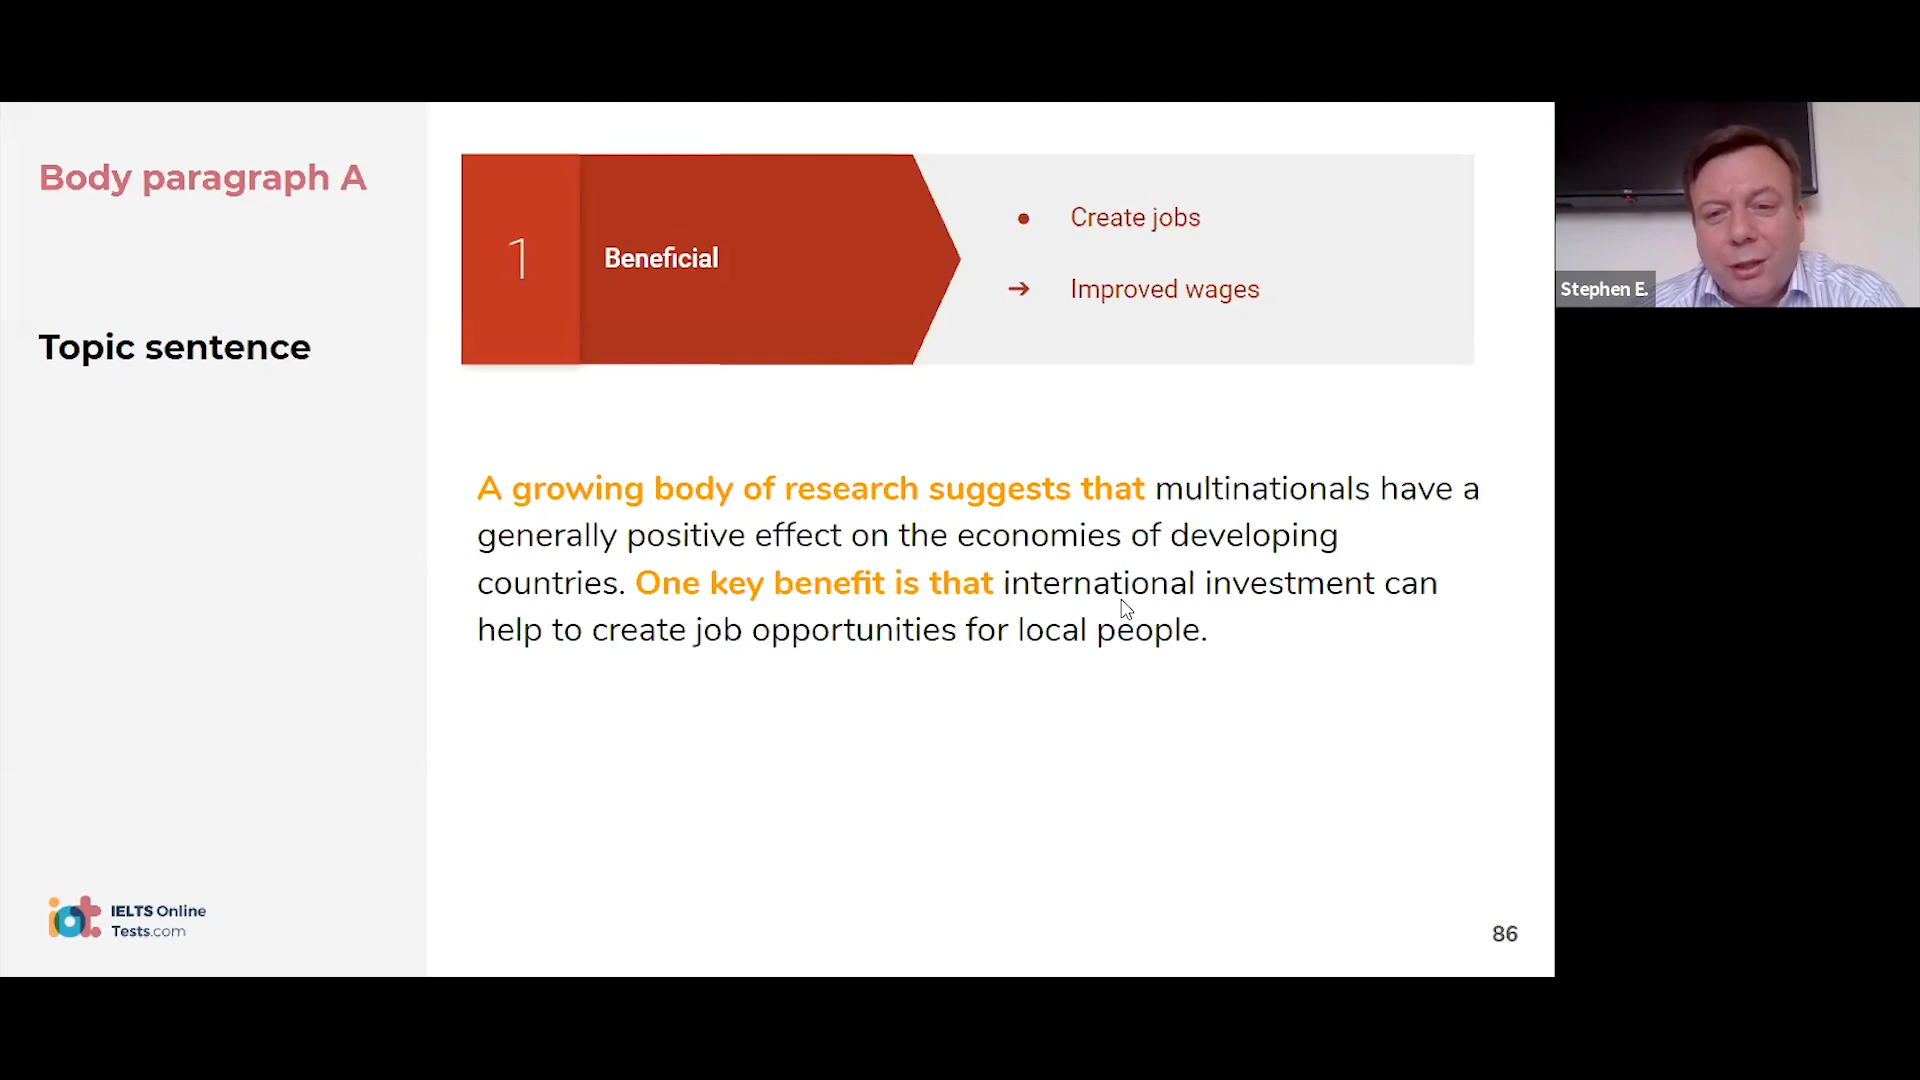 Body paragraph A
Topic sentence
1
Beneficial
● Create jobs
→ Improved wages
A growing body of research suggests that multinationals have a
generally positive effect on the economies of developing
countries. One key benefit is that international investment can
help to create job opportunities for local people.
Stephen E.
iot
IELTS Online
Tests.com
86